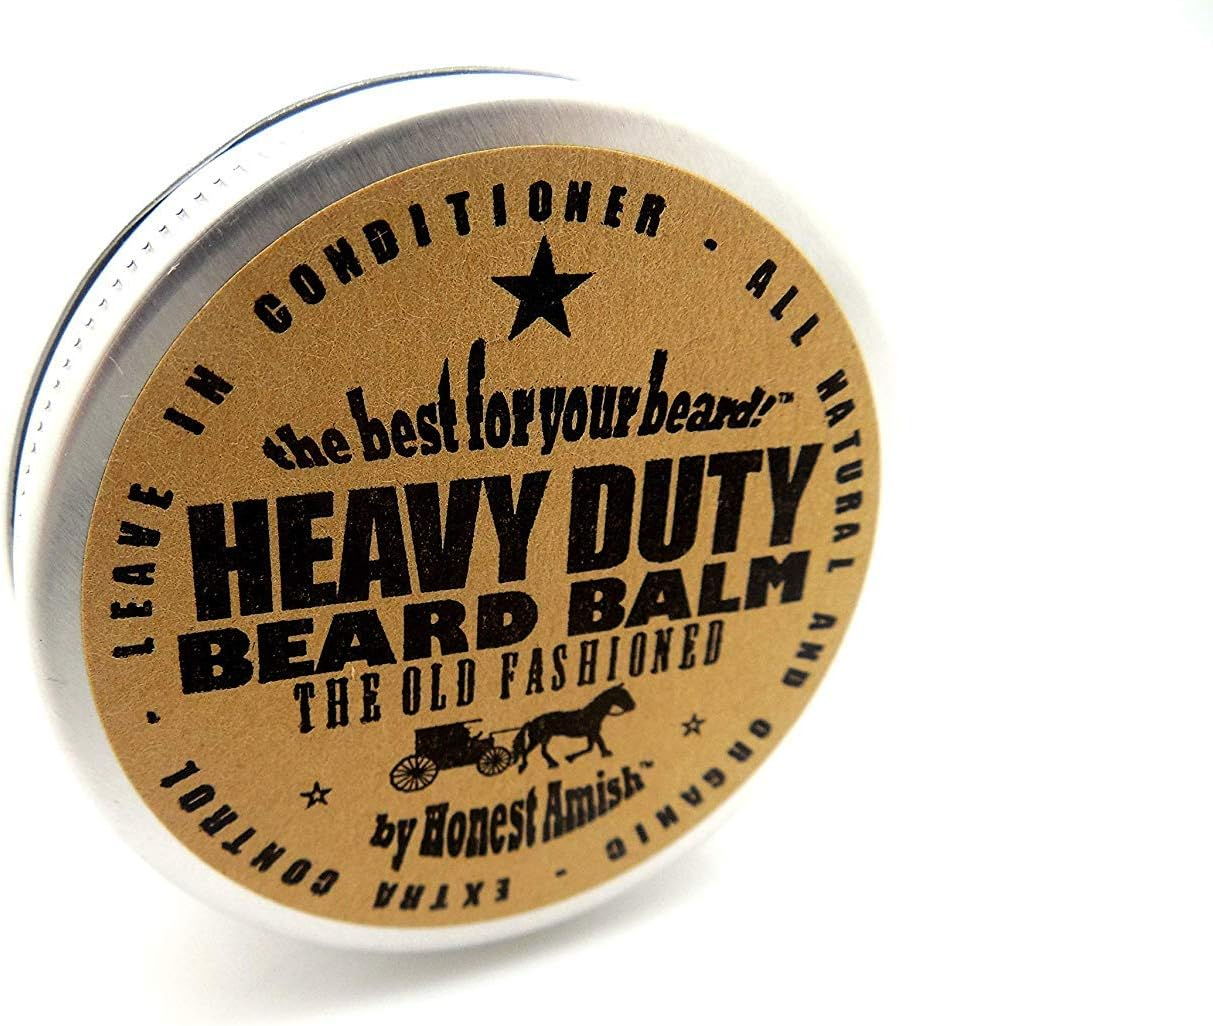 LEAVE IN CONDITIONER - ALL NATURAL AND ORGANIC - EXTRA CONTROL -
the best for your beard!™
HEAVY DUTY
BEARD BALM
THE OLD FASHIONED
by Honest Amish™